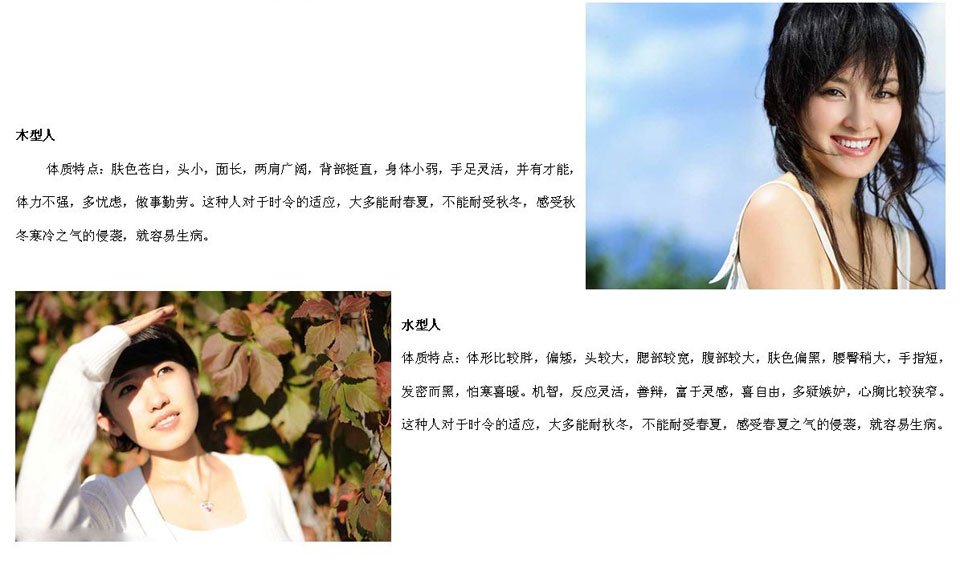 木型人
体质特点：肤色苍白，头小，面长，两肩广阔，背部挺直，身体小弱，手足灵活，并有才能，
体力不强，多忧虑，做事勤劳。这种人对于时令的适应，大多能耐春夏，不能耐受秋冬，感受秋
冬寒冷之气的侵袭，就容易生病。
水型人
体质特点：体形比较胖，偏矮，头较大，腮部较宽，腹部较大，肤色偏黑，腰臀稍大，手指短，
发密而黑，怕寒喜暖。机智，反应灵活，善辩，富于灵感，喜自由，多疑嫉妒，心胸比较狭窄。
这种人对于时令的适应，大多能耐秋冬，不能耐受春夏，感受春夏之气的侵袭，就容易生病。